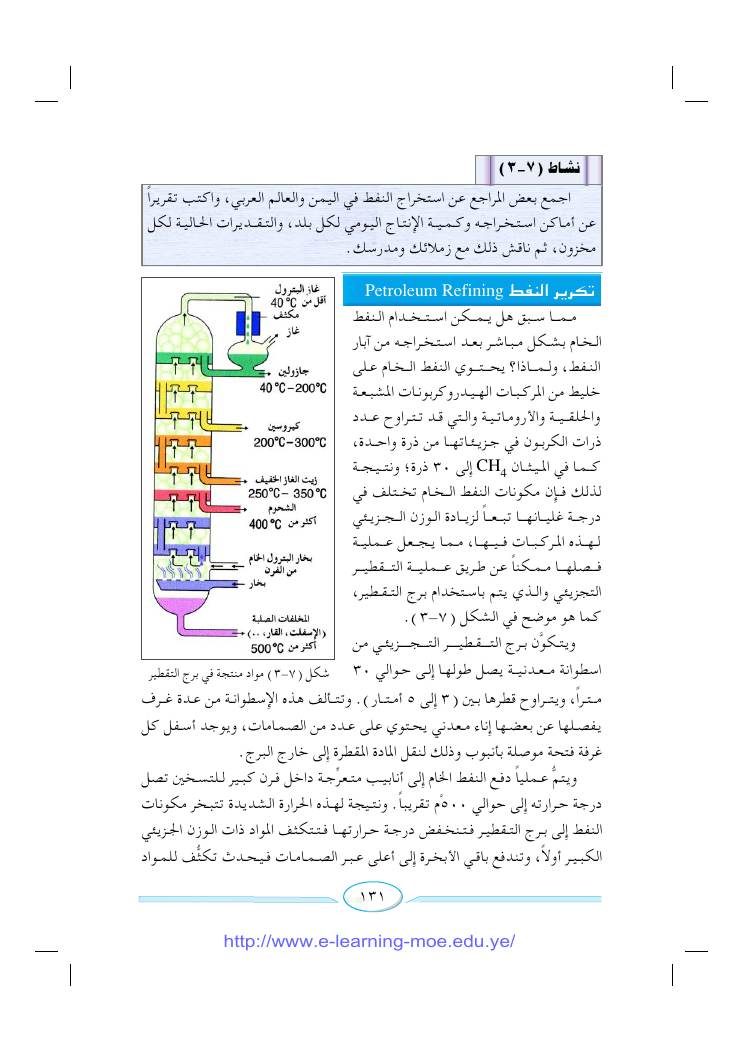 نشاط (٧-٣)
اجمع بعض المراجع عن استخراج النفط في اليمن والعالم العربي، واكتب تقريراً
عن أماكن استخراجه وكمية الإنتاج اليومي لكل بلد، والتقديرات الحالية لكل
مخزون، ثم ناقش ذلك مع زملائك ومدرسك.
تكرير النفط Petroleum Refining
مما سبق هل يمكن استخدام النفط
الخام بشكل مباشر بعد استخراجه من آبار
النفط، ولماذا؟ يحتوي النفط الخام على
خليط من المركبات الهيدروكربونات المشبعة
والحلقية والأروماتية والتي قد تتراوح عدد
ذرات الكربون في جزيئاتها من ذرة واحدة،
كما في الميثان CH4 إلى ٣٠ ذرة؛ ونتيجة
لذلك فإن مكونات النفط الخام تختلف في
درجة غليانها تبعاً لزيادة الوزن الجزيئي
لهذه المركبات فيها، مما يجعل عملية
فصلها ممكناً عن طريق عملية التقطير
التجزيئي والذي يتم باستخدام برج التقطير،
كما هو موضح في الشكل (٧-٣).
ويتكوَّن برج التقطير التجزيئي من
اسطوانة معدنية يصل طولها إلى حوالي ٣٠
غاز البترول
أقل من 40 °C
مكثف
غاز
جازولين
40 °C–200°C
كيروسين
200°C–300°C
زيت الغاز الخفيف
250°C– 350 °C
الشحوم
أكثر من 400 °C
بخار البترول الخام
من الفرن
بخار
المخلفات الصلبة
(الإسفلت، القار، ..)
أكثر من 500°C
شكل (٧-٣) مواد منتجة في برج التقطير
متراً، ويتراوح قطرها بين (٣ إلى ٥ أمتار). وتتألف هذه الإسطوانة من عدة غرف
يفصلها عن بعضها إناء معدني يحتوي على عدد من الصمامات، ويوجد أسفل كل
غرفة فتحة موصلة بأنبوب وذلك لنقل المادة المقطرة إلى خارج البرج.
ويتمُّ عملياً دفع النفط الخام إلى أنابيب متعرِّجة داخل فرن كبير للتسخين تصل
درجة حرارته إلى حوالي ٥٠٠°م تقريباً. ونتيجة لهذه الحرارة الشديدة تتبخر مكونات
النفط إلى برج التقطير فتنخفض درجة حرارتها فتتكثف المواد ذات الوزن الجزيئي
الكبير أولاً، وتندفع باقي الأبخرة إلى أعلى عبر الصمامات فيحدث تكثُّف للمواد
١٣١
http://www.e-learning-moe.edu.ye/